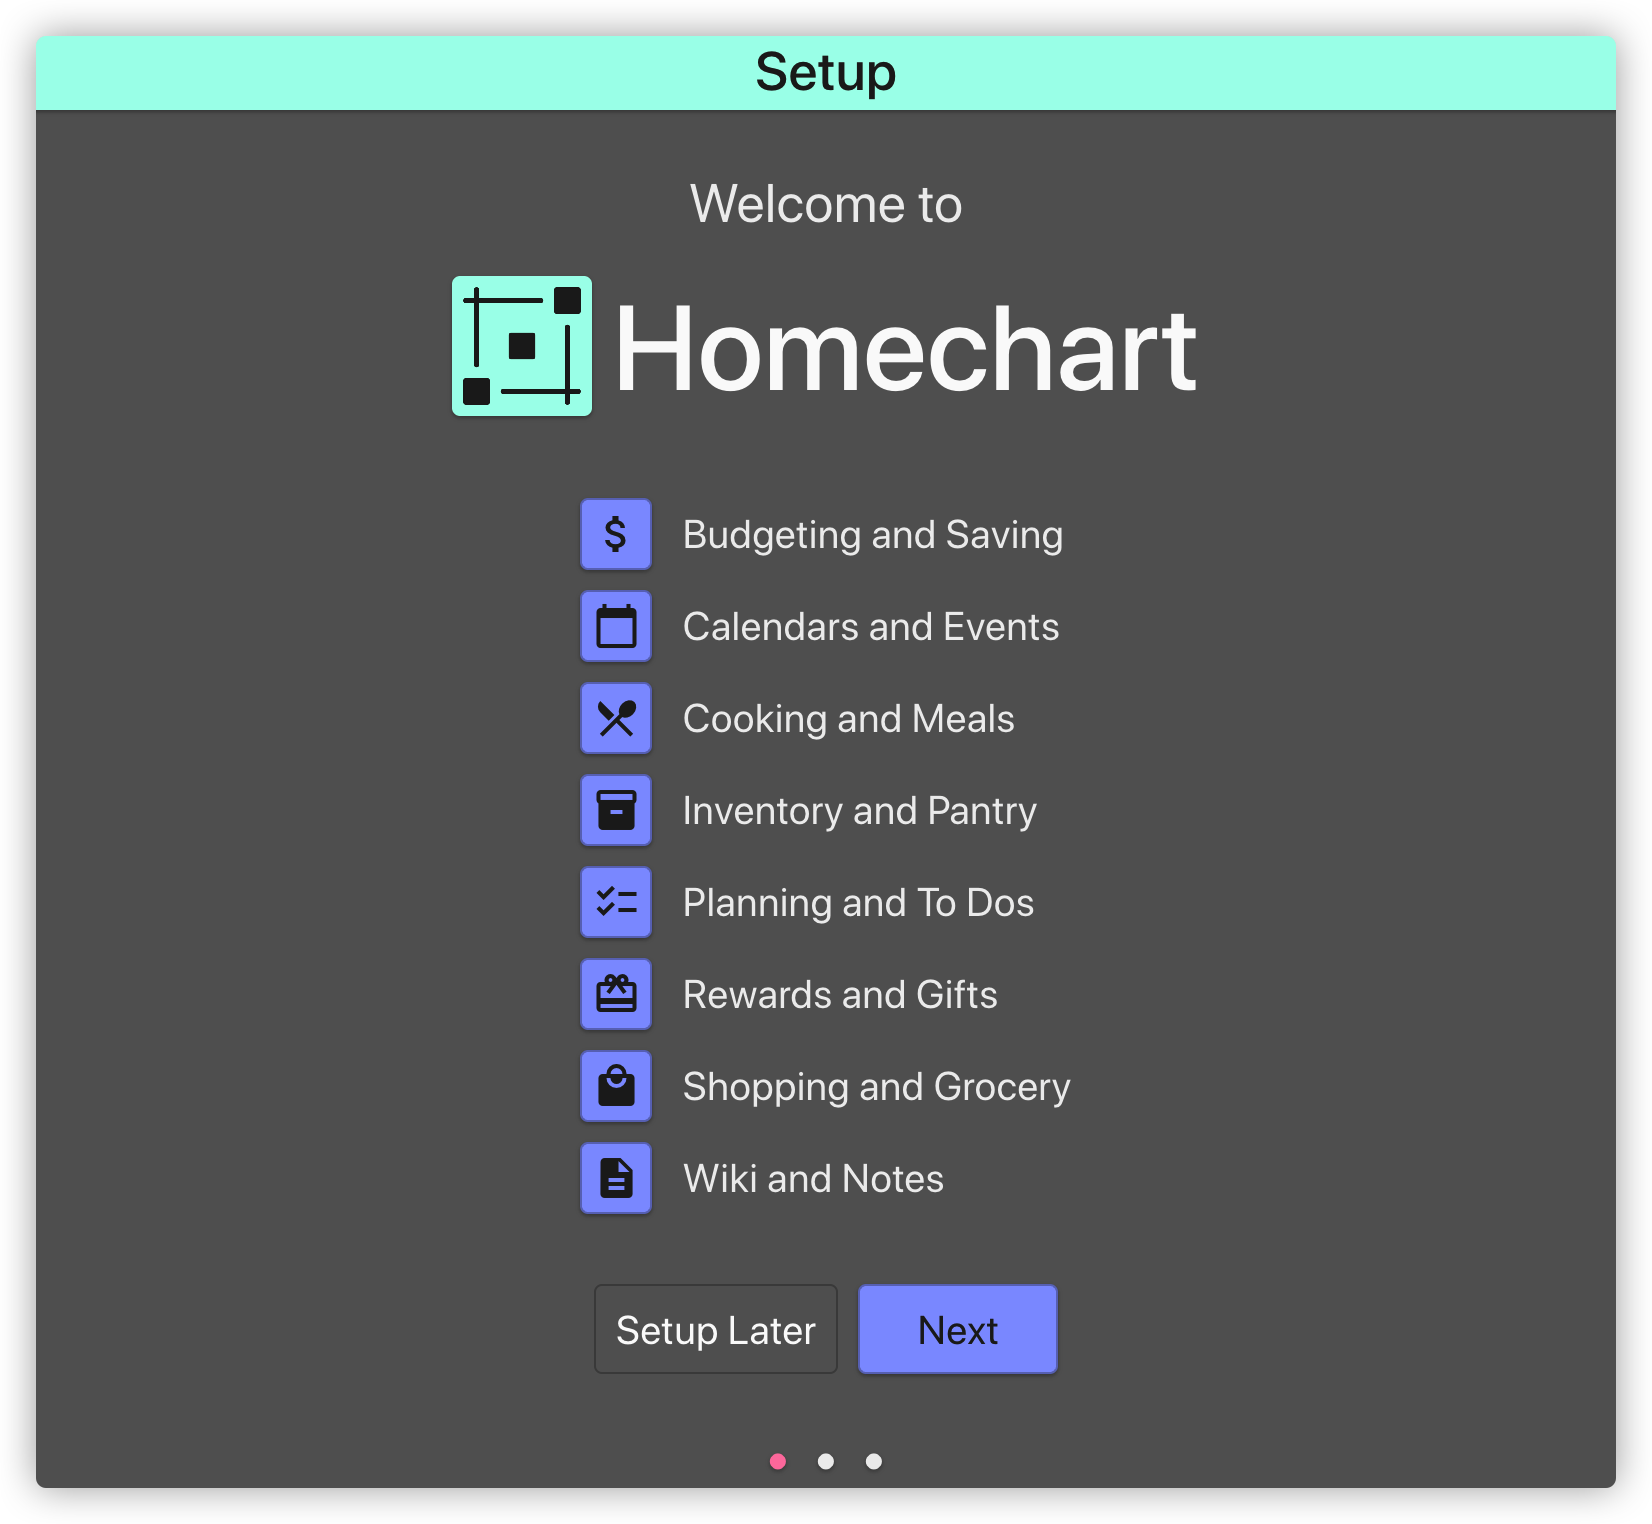 Setup
Welcome to
Homechart
Budgeting and Saving
Calendars and Events
Cooking and Meals
Inventory and Pantry
Planning and To Dos
Rewards and Gifts
Shopping and Grocery
Wiki and Notes
Setup Later
Next